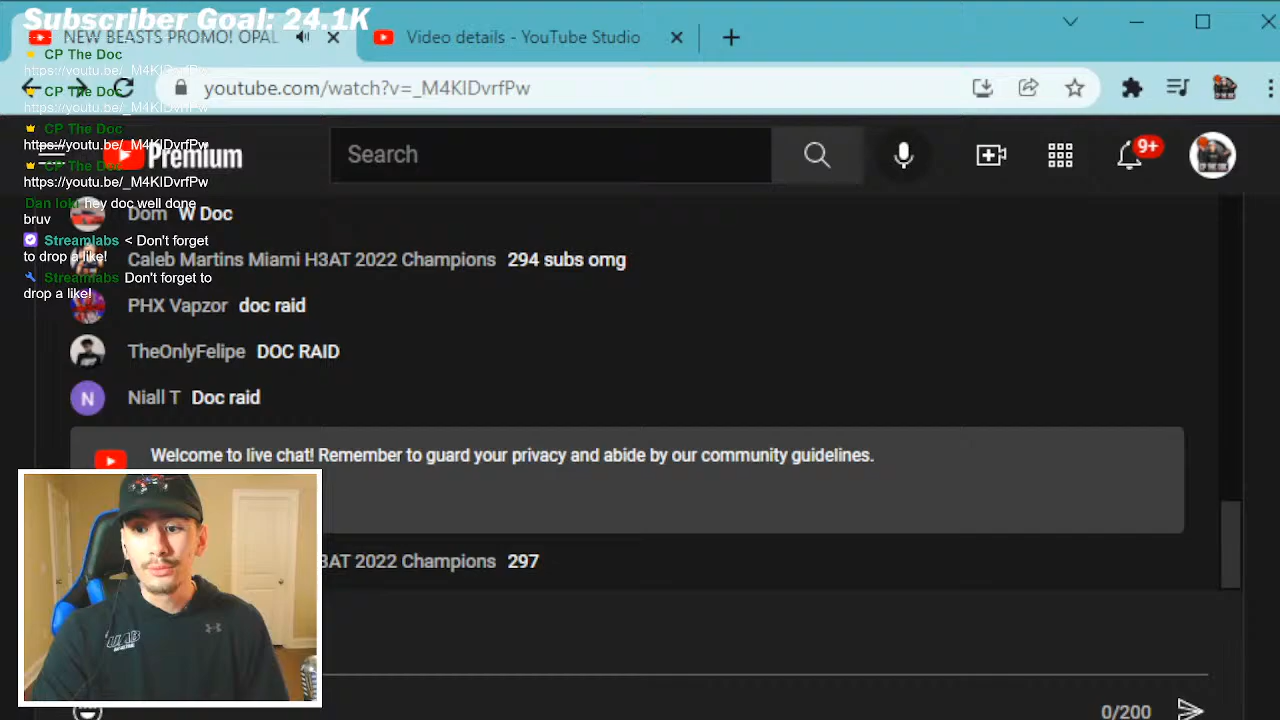 Subscriber Goal: 24.1K
NEW BEASTS PROMO! OPAL
Video details - YouTube Studio
CP The Doc
https://youtu.be/_M4KIDvrfPw
CP The Doc
https://youtu.be/_M4KIDvrfPw
CP The Doc
https://youtu.be/_M4KIDvrfPw
CP The Doc
https://youtu.be/_M4KIDvrfPw
Dan loki hey doc well done
bruv
Streamlabs < Don't forget
to drop a like!
Streamlabs Don't forget to
drop a like!
youtube.com/watch?v=_M4KIDvrfPw
Premium
Search
9+
Dom W Doc
Caleb Martins Miami H3AT 2022 Champions 294 subs omg
PHX Vapzor doc raid
TheOnlyFelipe DOC RAID
N Niall T Doc raid
Welcome to live chat! Remember to guard your privacy and abide by our community guidelines.
3AT 2022 Champions 297
UAB
0/200